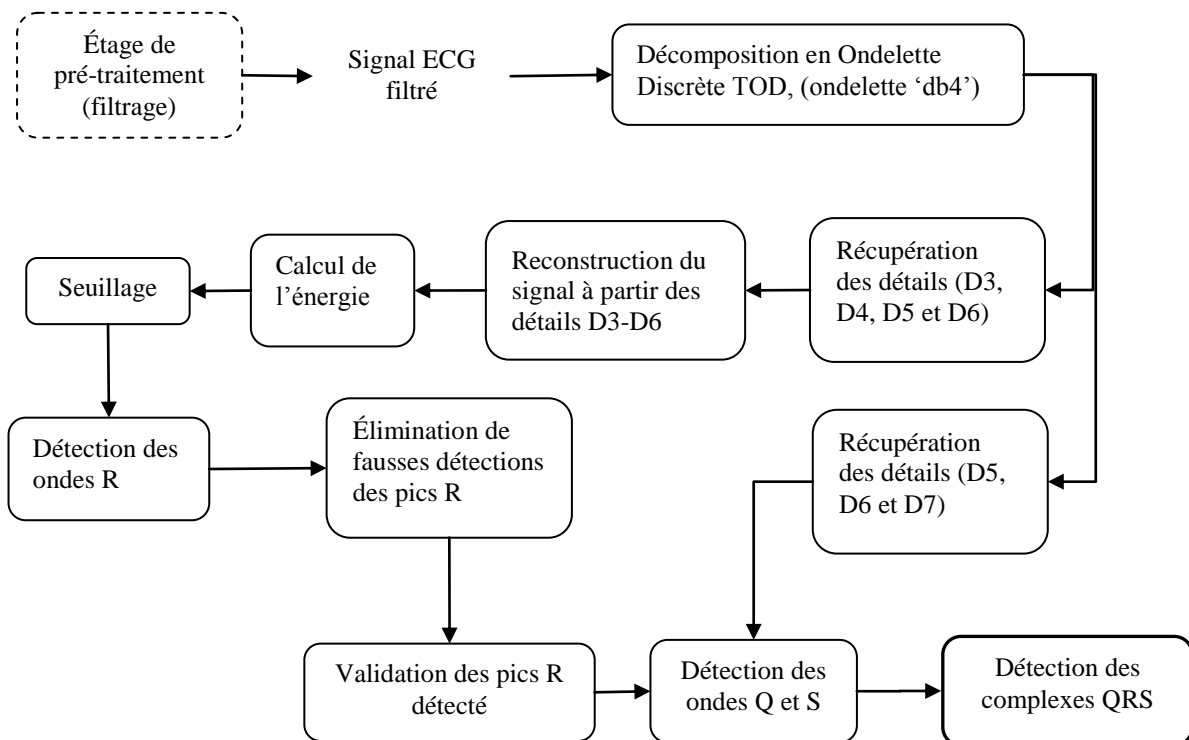 Étage de
pré-traitement
(filtrage)
Signal ECG
filtré
Décomposition en Ondelette
Discrète TOD, (ondelette ‘db4’)
Seuillage
Calcul de
l’énergie
Reconstruction du
signal à partir des
détails D3-D6
Récupération
des détails (D3,
D4, D5 et D6)
Détection des
ondes R
Élimination de
fausses détections
des pics R
Récupération
des détails (D5,
D6 et D7)
Validation des pics R
détecté
Détection des
ondes Q et S
Détection des
complexes QRS